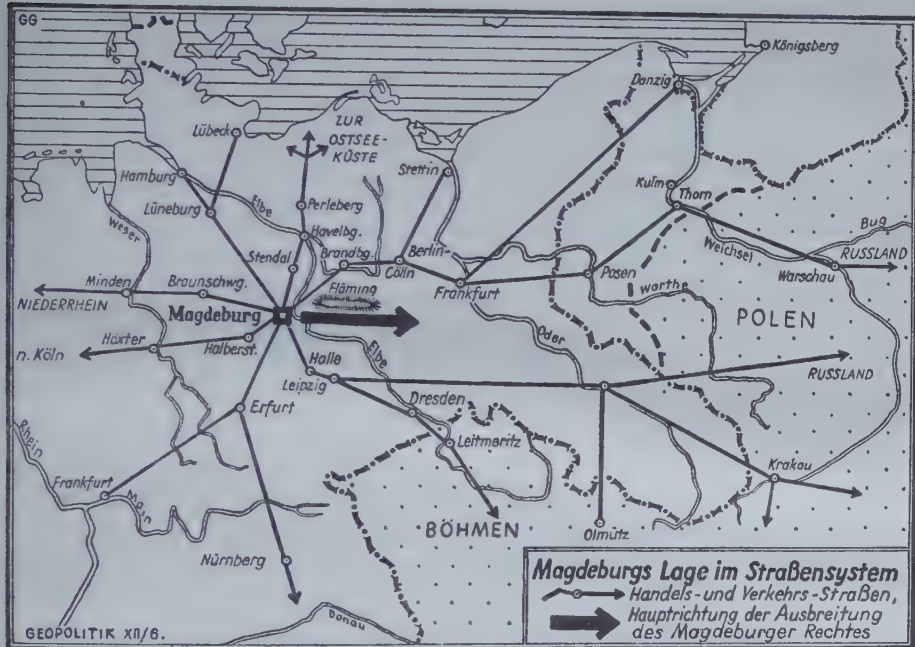 GG
Königsberg
Danzig
Lübeck
ZUR
OSTSEE-
KÜSTE
Stettin
Hamburg
Elbe
Kulm
Thorn
Perleberg
Lüneburg
Weser
Havelbg.
Bug
Weichsel
RUSSLAND
Stendal
Brandbg.
Berlin-
Cölln
Posen
Warschau
Minden
Braunschwg.
Fläming
Frankfurt
Warthe
NIEDERRHEIN
Magdeburg
POLEN
Höxter
Halberst.
Elbe
Oder
n. Köln
Halle
RUSSLAND
Leipzig
Dresden
Erfurt
Leitmeritz
Rhein
Krakau
Frankfurt
Main
BÖHMEN
Olmütz
Nürnberg
Magdeburgs Lage im Straßensystem
Handels- und Verkehrs-Straßen,
Hauptrichtung der Ausbreitung
des Magdeburger Rechtes
Donau
GEOPOLITIK XII/6.